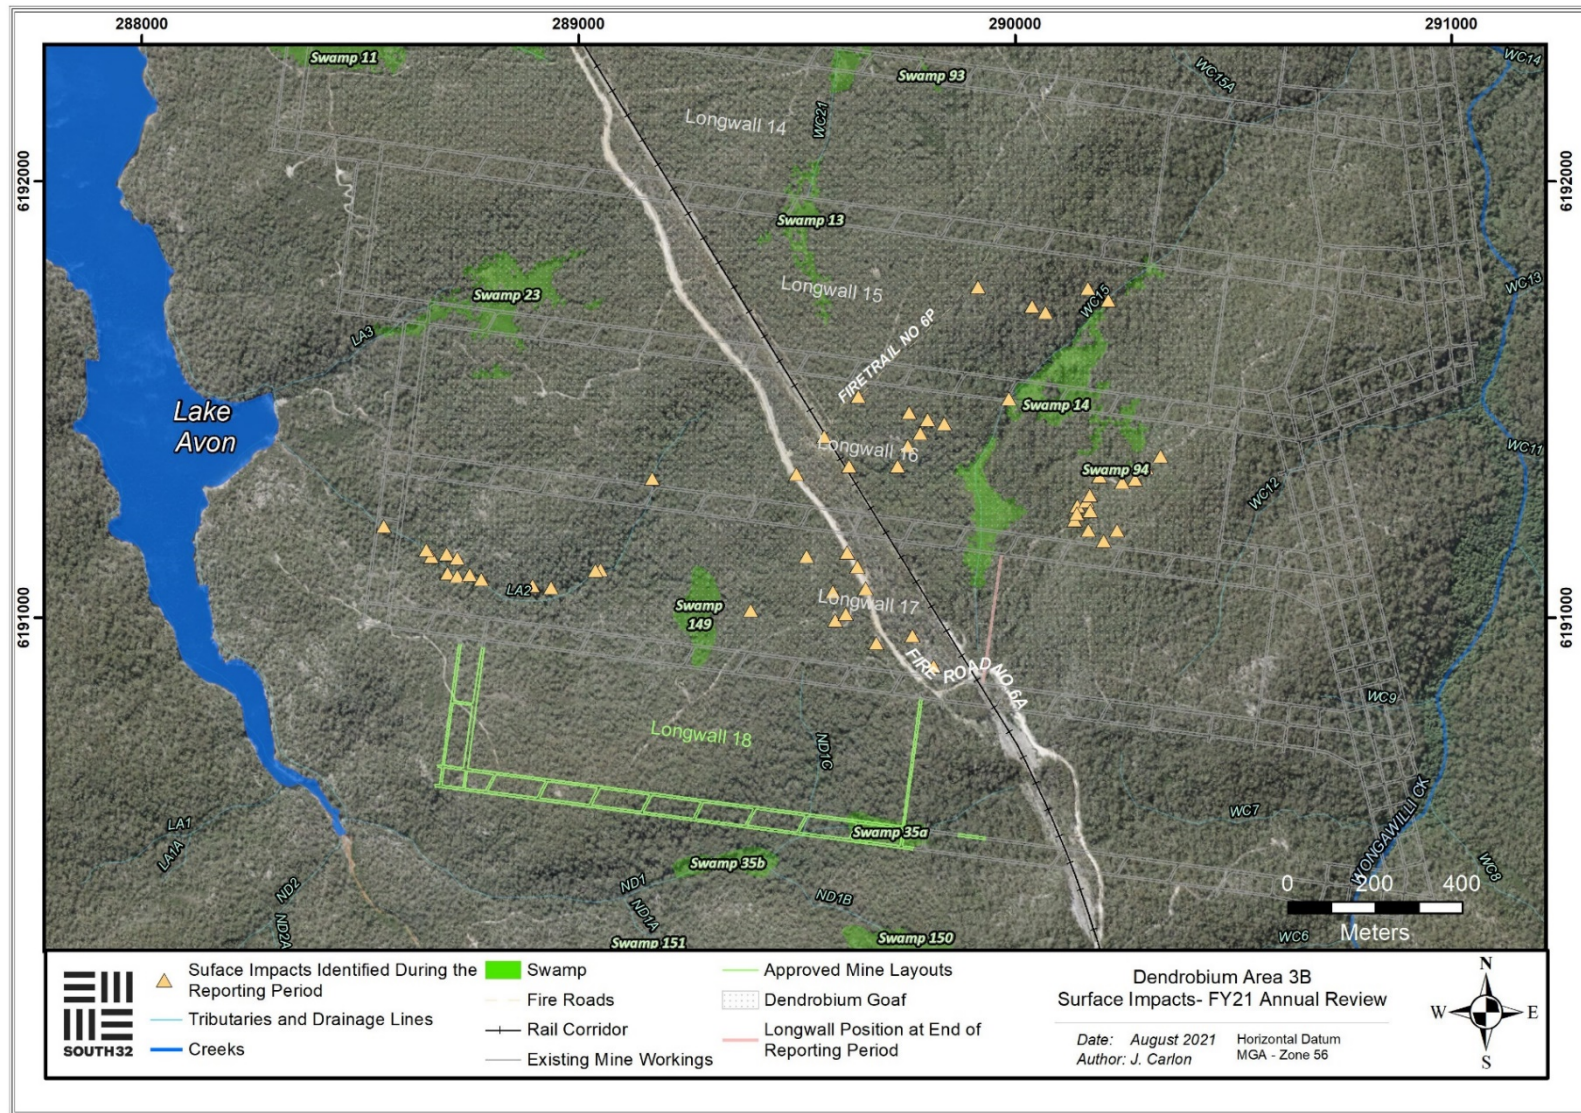 288000
289000
290000
291000
6192000
6192000
6191000
6191000
Swamp 11
Swamp 93
WC15A
WC14
Longwall 14
WC21
Swamp 13
Longwall 15
WC13
Swamp 23
WC15
LA3
FIRETRAIL NO 6P
Lake
Avon
Swamp 14
Longwall 16
WC11
Swamp 94
WC12
LA2
Swamp
149
Longwall 17
FIRE ROAD NO 6A
WC9
Longwall 18
ND1C
WC7
LA1
LA1A
Swamp 35a
Swamp 35b
WONGAWILLI CK
WC8
ND2
ND1
ND1A
ND1B
ND2A
Swamp 151
Swamp 150
WC6
0 200 400
Meters
SOUTH32
Suface Impacts Identified During the
Reporting Period
Tributaries and Drainage Lines
Creeks
Swamp
Fire Roads
Rail Corridor
Existing Mine Workings
Approved Mine Layouts
Dendrobium Goaf
Longwall Position at End of
Reporting Period
Dendrobium Area 3B
Surface Impacts- FY21 Annual Review
Date: August 2021
Author: J. Carlon
Horizontal Datum
MGA - Zone 56
N
W
E
S